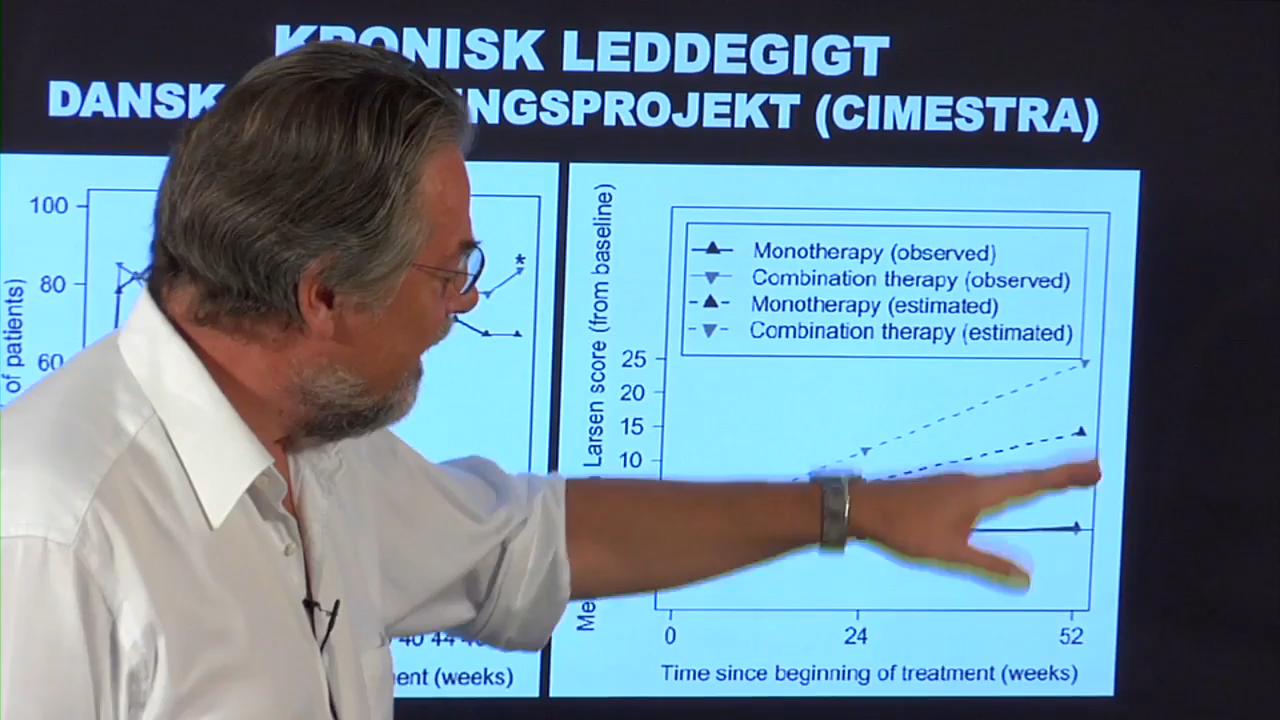 KRONISK LEDDEGIGT
DANSK NGSPROJEKT (CIMESTRA)
100
80
60
of patients)
*
40 44
ent (weeks)
Larsen score (from baseline)
Monotherapy (observed)
Combination therapy (observed)
Monotherapy (estimated)
Combination therapy (estimated)
25
20
15
10
0 24 52
Time since beginning of treatment (weeks)